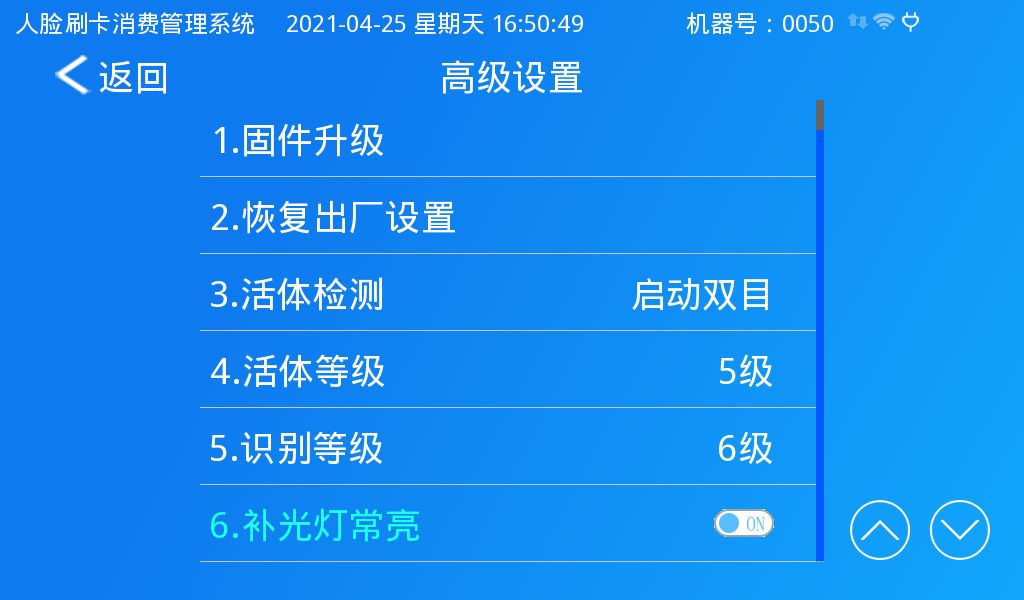 人脸刷卡消费管理系统 2021-04-25 星期天 16:50:49 机器号：0050
返回 高级设置
1.固件升级
2.恢复出厂设置
3.活体检测 启动双目
4.活体等级 5级
5.识别等级 6级
6.补光灯常亮 ON